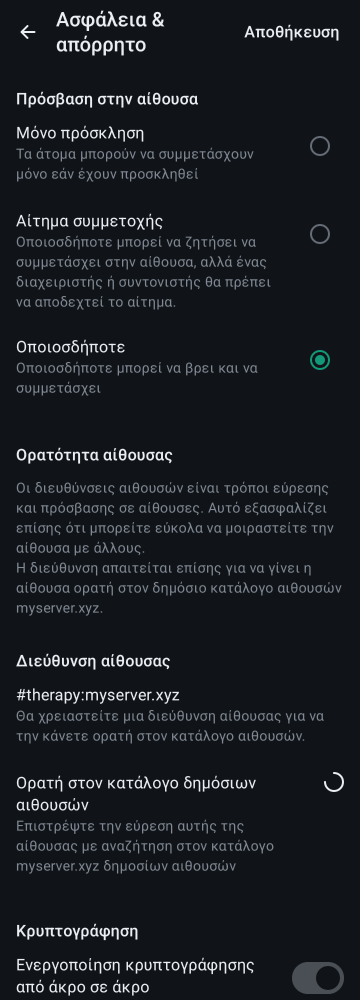 Ασφάλεια &
απόρρητο
Αποθήκευση
Πρόσβαση στην αίθουσα
Μόνο πρόσκληση
Τα άτομα μπορούν να συμμετάσχουν
μόνο εάν έχουν προσκληθεί
Αίτημα συμμετοχής
Οποιοσδήποτε μπορεί να ζητήσει να
συμμετάσχει στην αίθουσα, αλλά ένας
διαχειριστής ή συντονιστής θα πρέπει
να αποδεχτεί το αίτημα.
Οποιοσδήποτε
Οποιοσδήποτε μπορεί να βρει και να
συμμετάσχει
Ορατότητα αίθουσας
Οι διευθύνσεις αιθουσών είναι τρόποι εύρεσης
και πρόσβασης σε αίθουσες. Αυτό εξασφαλίζει
επίσης ότι μπορείτε εύκολα να μοιραστείτε την
αίθουσα με άλλους.
Η διεύθυνση απαιτείται επίσης για να γίνει η
αίθουσα ορατή στον δημόσιο κατάλογο αιθουσών
myserver.xyz.
Διεύθυνση αίθουσας
#therapy:myserver.xyz
Θα χρειαστείτε μια διεύθυνση αίθουσας για να
την κάνετε ορατή στον κατάλογο αιθουσών.
Ορατή στον κατάλογο δημόσιων
αιθουσών
Επιστρέψτε την εύρεση αυτής της
αίθουσας με αναζήτηση στον κατάλογο
myserver.xyz δημοσίων αιθουσών
Κρυπτογράφηση
Ενεργοποίηση κρυπτογράφησης
από άκρο σε άκρο